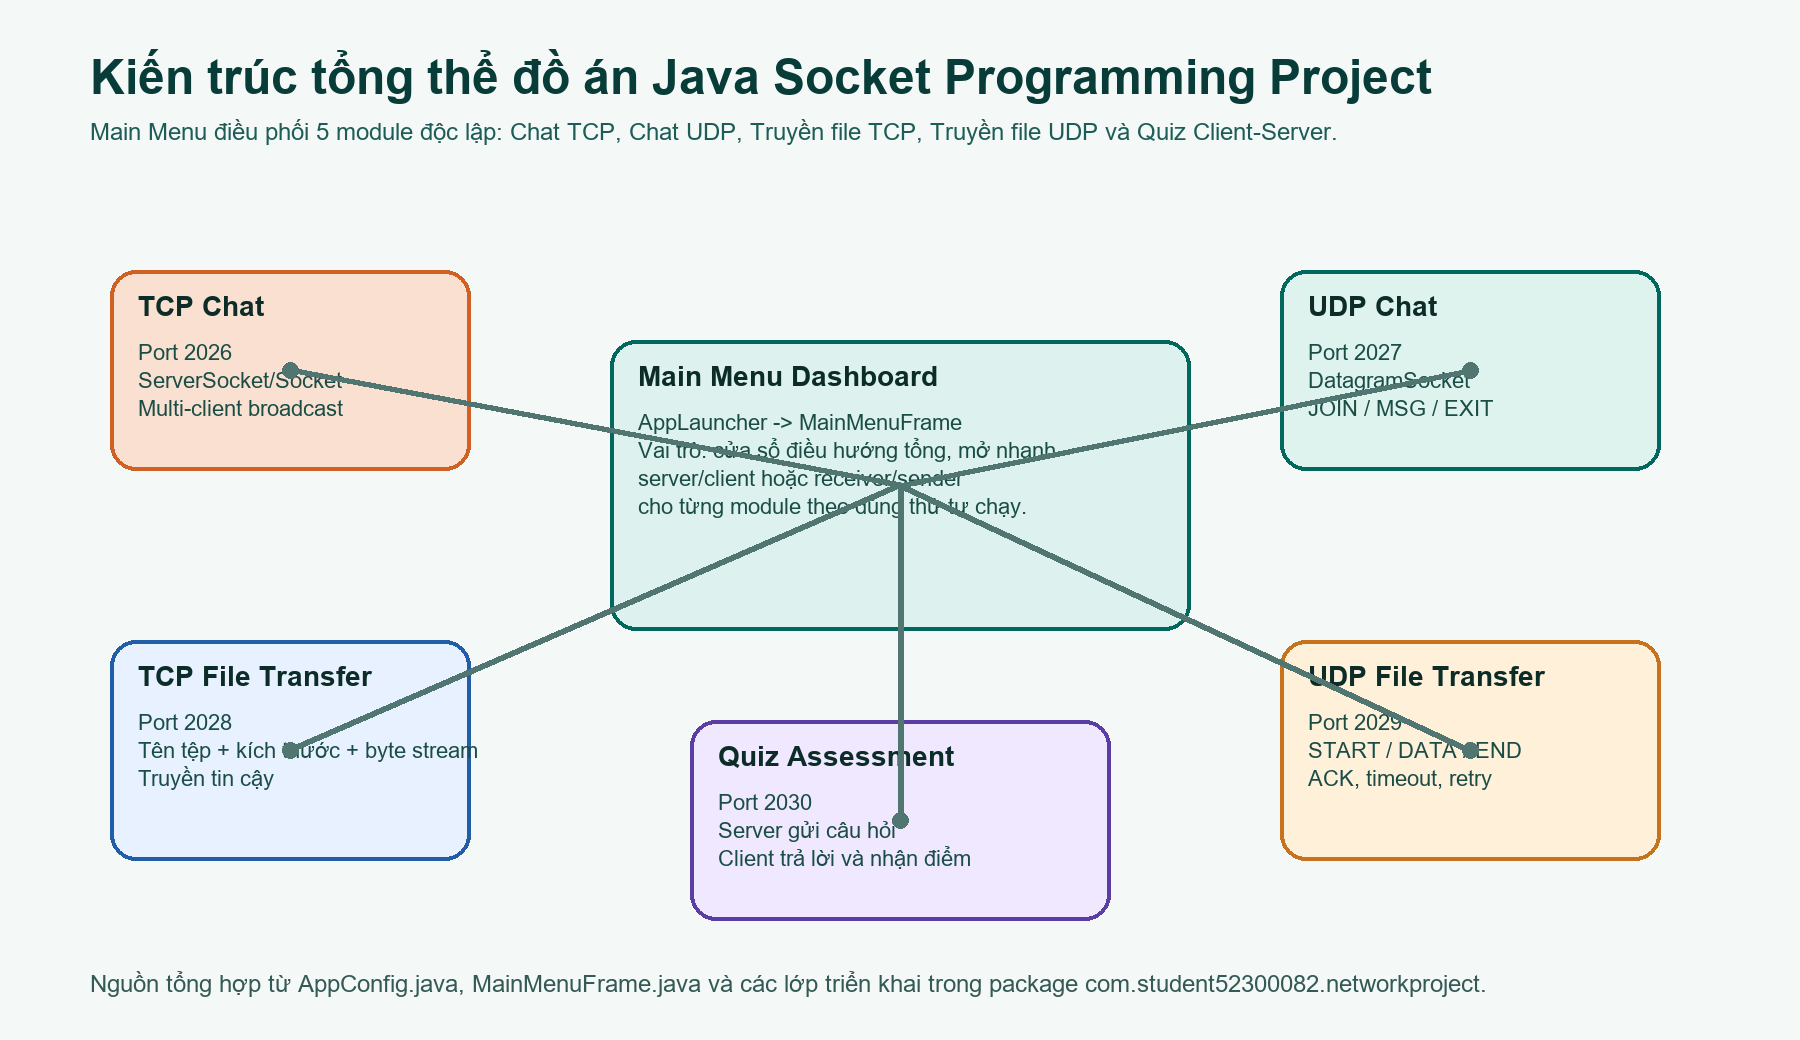 Kiến trúc tổng thể đồ án Java Socket Programming Project
Main Menu điều phối 5 module độc lập: Chat TCP, Chat UDP, Truyền file TCP, Truyền file UDP và Quiz Client-Server.
TCP Chat
Port 2026
ServerSocket/Socket
Multi-client broadcast
Main Menu Dashboard
AppLauncher -> MainMenuFrame
Vai trò: cửa sổ điều hướng tổng, mở nhanh
server/client hoặc receiver/sender
cho từng module theo đúng thứ tự chạy.
UDP Chat
Port 2027
DatagramSocket
JOIN / MSG / EXIT
TCP File Transfer
Port 2028
Tên tệp + kích thước + byte stream
Truyền tin cậy
Quiz Assessment
Port 2030
Server gửi câu hỏi
Client trả lời và nhận điểm
UDP File Transfer
Port 2029
START / DATA / END
ACK, timeout, retry
Nguồn tổng hợp từ AppConfig.java, MainMenuFrame.java và các lớp triển khai trong package com.student52300082.networkproject.